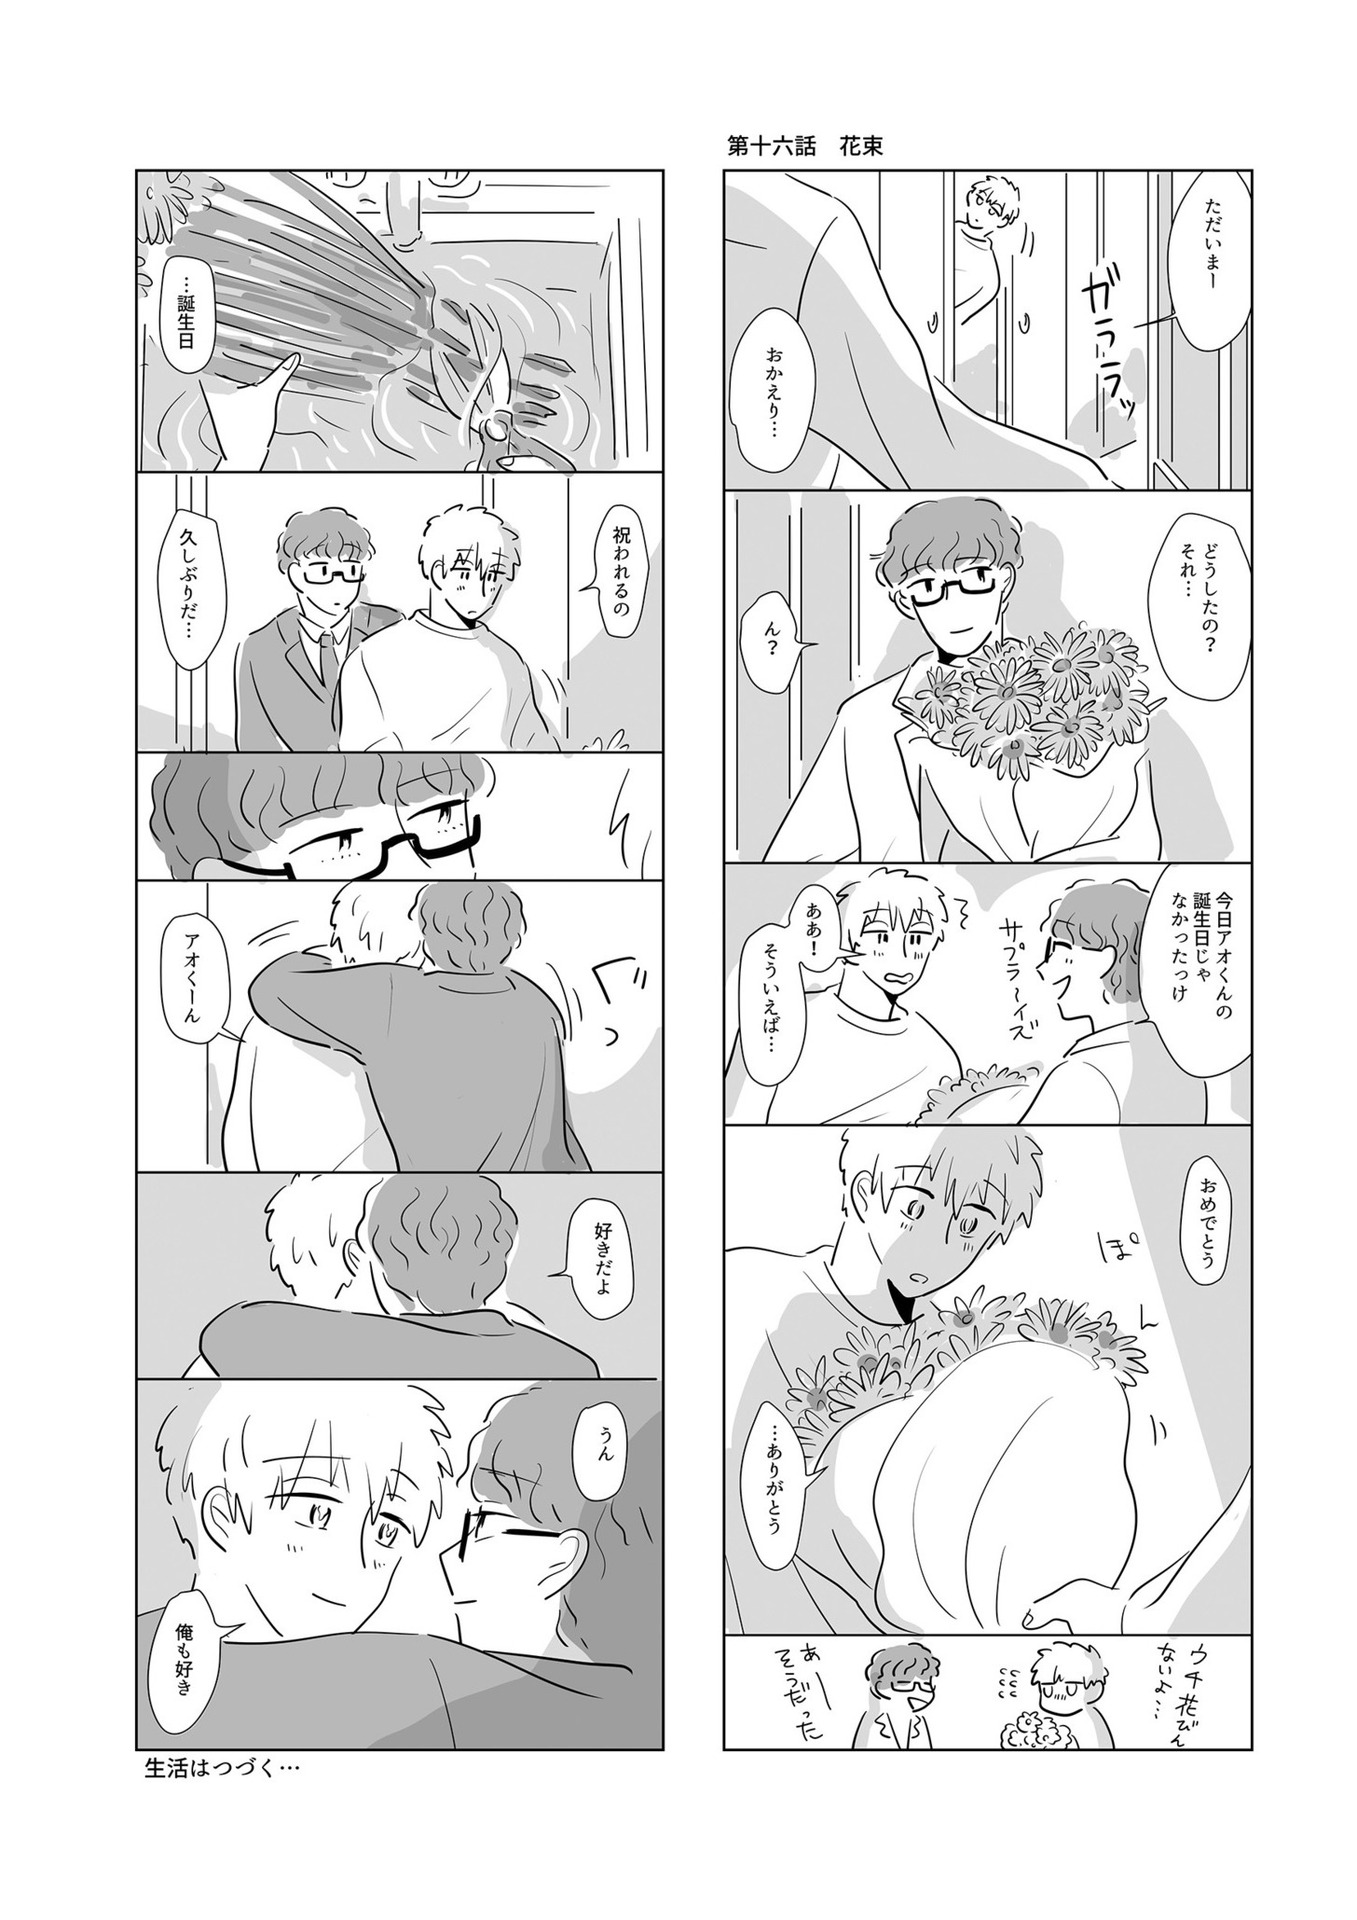 第十六話　花束
ただいまー
ガラララッ
おかえり…
どうしたの？
それ…
ん？
今日アオくんの
誕生日じゃ
なかったっけ
サプラ～イズ
ああ！
そういえば…
おめでとう
ぽん
…ありがとう
ウチ花びん
ないよ…
あー
そうだった
…誕生日
祝われるの
久しぶりだ…
アオくーん
好きだよ
うん
俺も好き
生活はつづく…